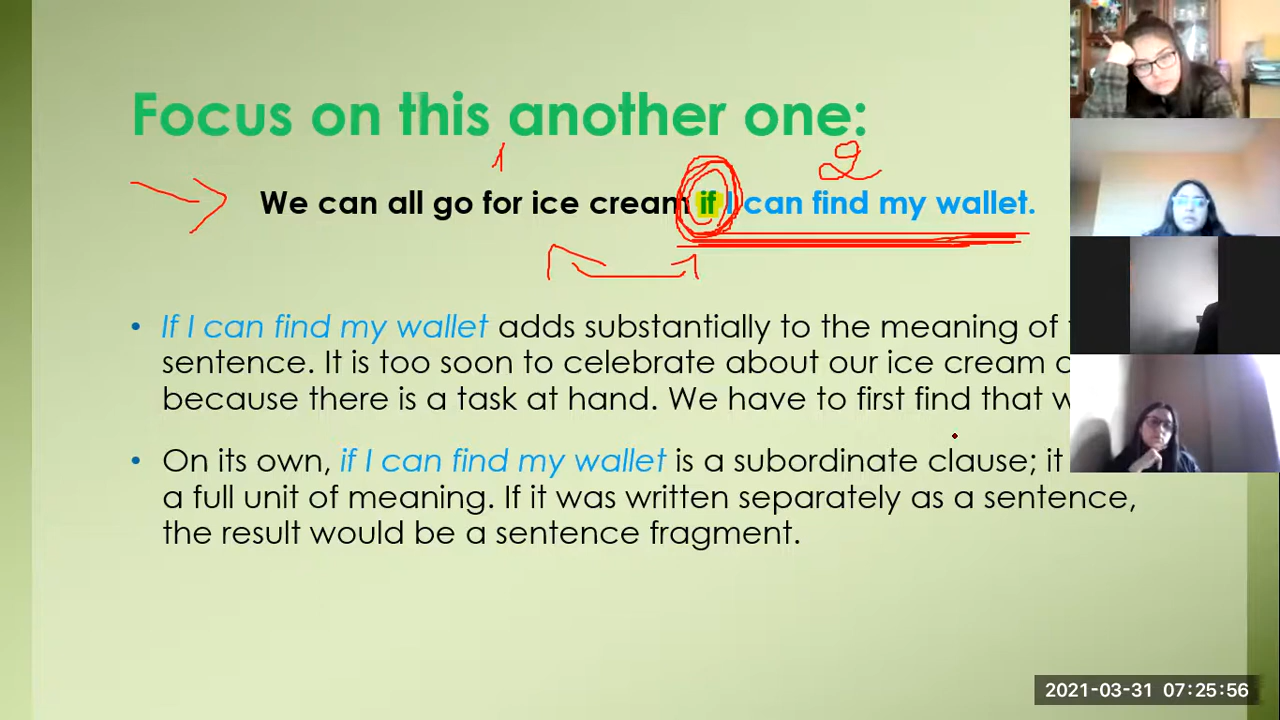 Focus on this another one:
1 2
We can all go for ice cream if I can find my wallet.
• If I can find my wallet adds substantially to the meaning of
sentence. It is too soon to celebrate about our ice cream
because there is a task at hand. We have to first find that
• On its own, if I can find my wallet is a subordinate clause; it
a full unit of meaning. If it was written separately as a sentence,
the result would be a sentence fragment.
2021-03-31 07:25:56